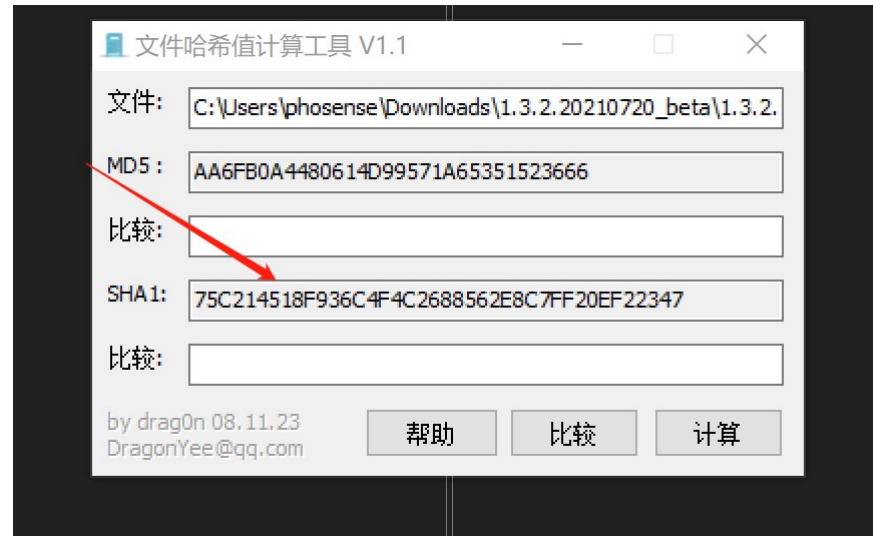 文件哈希值计算工具 V1.1
文件: C:\Users\phosense\Downloads\1.3.2.20210720_beta\1.3.2.
MD5: AA6FB0A4480614D99571A65351523666
比较:
SHA1: 75C214518F936C4F4C2688562E8C7FF20EF22347
比较:
by drag0n 08.11.23
DragonYee@qq.com
帮助 比较 计算